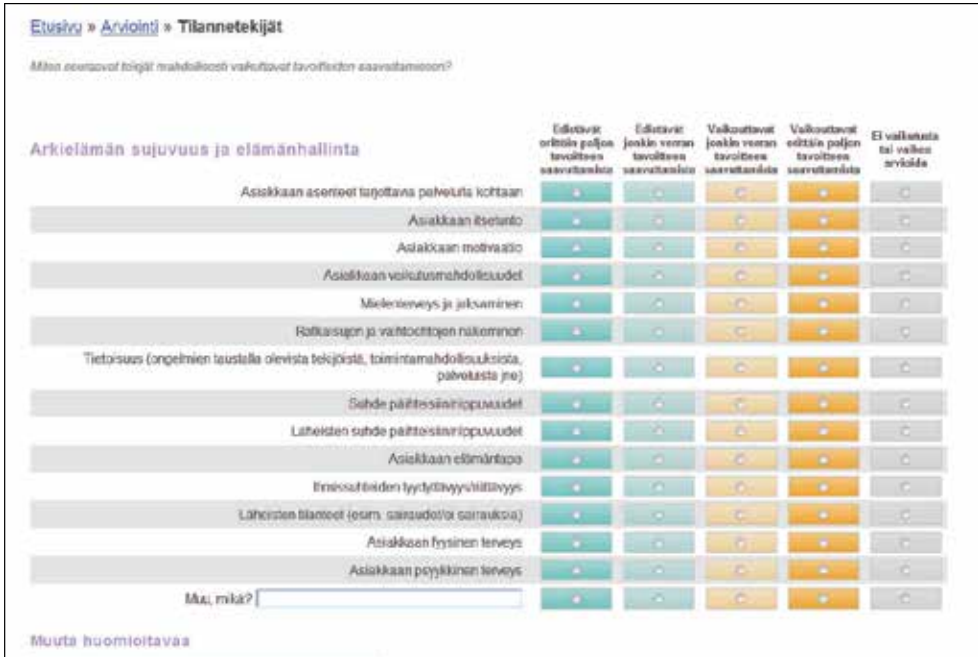 Etusivu » Arviointi » Tilannetekijät
Miten seuraavat tekijät mahdollisesti vaikuttavat tavoitteiden saavuttamiseen?
Arkielämän sujuvuus ja elämänhallinta
Edistävät erittäin paljon tavoitteen saavuttamista
Edistävät jonkin verran tavoitteen saavuttamista
Vaikeuttavat jonkin verran tavoitteen saavuttamista
Vaikeuttavat erittäin paljon tavoitteen saavuttamista
Ei vaikutusta tai vaikea arvioida
Asiakkaan asenteet tarjottavia palveluita kohtaan
Asiakkaan itsetunto
Asiakkaan motivaatio
Asiakkaan vaikutusmahdollisuudet
Mielenterveys ja jaksaminen
Ratkaisujen ja vaihtoehtojen näkeminen
Tietoisuus (ongelmien taustalla olevista tekijöistä, toimintamahdollisuuksista,
palveluista jne)
Suhde päihteisiin/riippuvuudet
Läheisten suhde päihteisiin/riippuvuudet
Asiakkaan elämäntapa
Ihmissuhteiden tyydyttävyys/riittävyys
Läheisten tilanteet (esim. sairaudet/ei sairauksia)
Asiakkaan fyysinen terveys
Asiakkaan psyykkinen terveys
Muu, mikä?
Muuta huomioitavaa